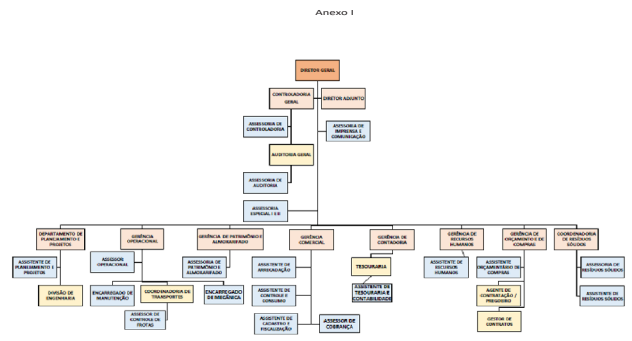 Anexo I
DIRETOR GERAL
CONTROLADORIA
GERAL
DIRETOR ADJUNTO
ASSESSORIA DE
CONTROLADORIA
ASESSORIA DE
IMPRENSA E
COMUNICAÇÃO
AUDITORIA GERAL
ASSESSORIA DE
AUDITORIA
ASSESSORIA
ESPECIAL I E II
DEPARTAMENTO DE
PLANEJAMENTO E
PROJETOS
GERÊNCIA
OPERACIONAL
GERÊNCIA DE PATRIMÔNIO E
ALMOXARIFADO
GERÊNCIA
COMERCIAL
GERÊNCIA DE
CONTADORIA
GERÊNCIA DE
RECURSOS
HUMANOS
GERÊNCIA DE
ORÇAMENTO E DE
COMPRAS
COORDENADORIA
DE RESÍDUOS
SÓLIDOS
ASSISTENTE DE
PLANEJAMENTO E
PROJETOS
ASSESSOR
OPERACIONAL
ASSESSORIA DE
PATRIMÔNIO E
ALMOXARIFADO
ASSISTENTE DE
ARRECADAÇÃO
TESOURARIA
ASSISTENTE DE
RECURSOS
HUMANOS
ASSISTENTE
ORÇAMENTÁRIO DE
COMPRAS
ASSESSORIA DE
RESÍDUOS SÓLIDOS
DIVISÃO DE
ENGENHARIA
ENCARREGADO DE
MANUTENÇÃO
COORDENADORIA DE
TRANSPORTES
ENCARREGADO
DE MECÂNICA
ASSISTENTE DE
CONTROLE E
CONSUMO
ASSISTENTE DE
TESOURARIA E
CONTABILIDADE
AGENTE DE
CONTRATAÇÃO /
PREGOEIRO
ASSISTENTE DE
RESÍDUOS SÓLIDOS
ASSESSOR DE
CONTROLE DE
FROTAS
ASSISTENTE DE
CADASTRO E
FISCALIZAÇÃO
ASSESSOR DE
COBRANÇA
GESTOR DE
CONTRATOS